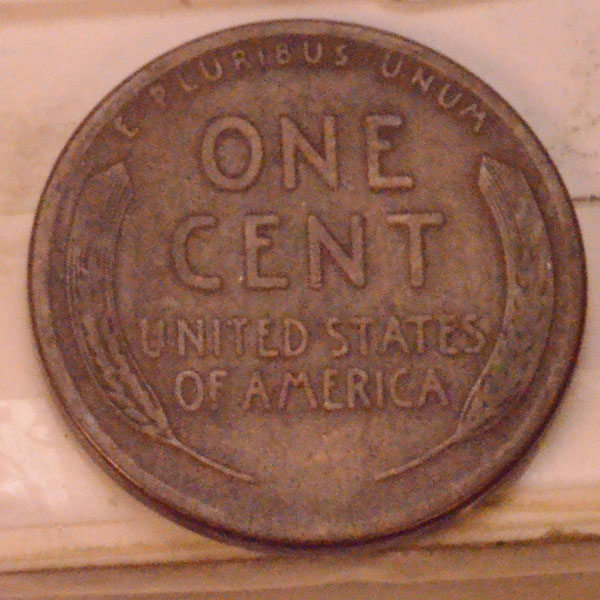 E PLURIBUS UNUM
ONE
CENT
UNITED STATES
OF AMERICA